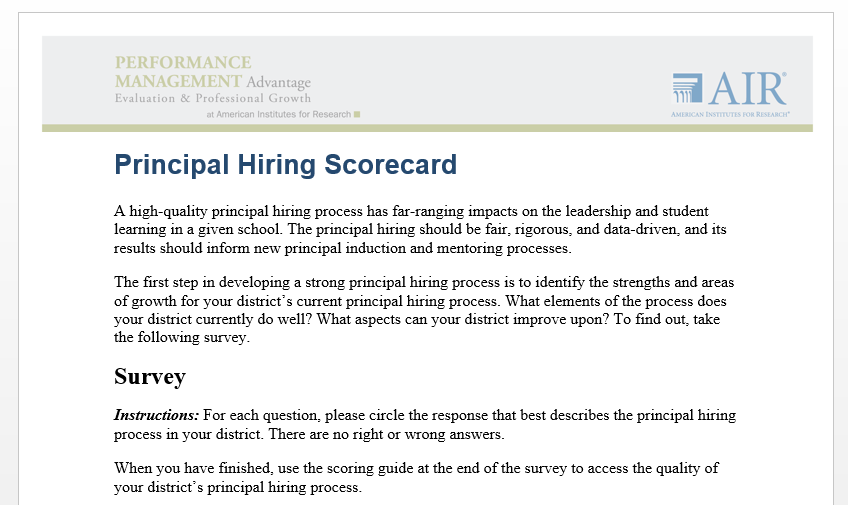 PERFORMANCE
MANAGEMENT Advantage
Evaluation & Professional Growth
at American Institutes for Research
AIR®
AMERICAN INSTITUTES FOR RESEARCH®
Principal Hiring Scorecard
A high-quality principal hiring process has far-ranging impacts on the leadership and student
learning in a given school. The principal hiring should be fair, rigorous, and data-driven, and its
results should inform new principal induction and mentoring processes.
The first step in developing a strong principal hiring process is to identify the strengths and areas
of growth for your district’s current principal hiring process. What elements of the process does
your district currently do well? What aspects can your district improve upon? To find out, take
the following survey.
Survey
Instructions: For each question, please circle the response that best describes the principal hiring
process in your district. There are no right or wrong answers.
When you have finished, use the scoring guide at the end of the survey to access the quality of
your district’s principal hiring process.